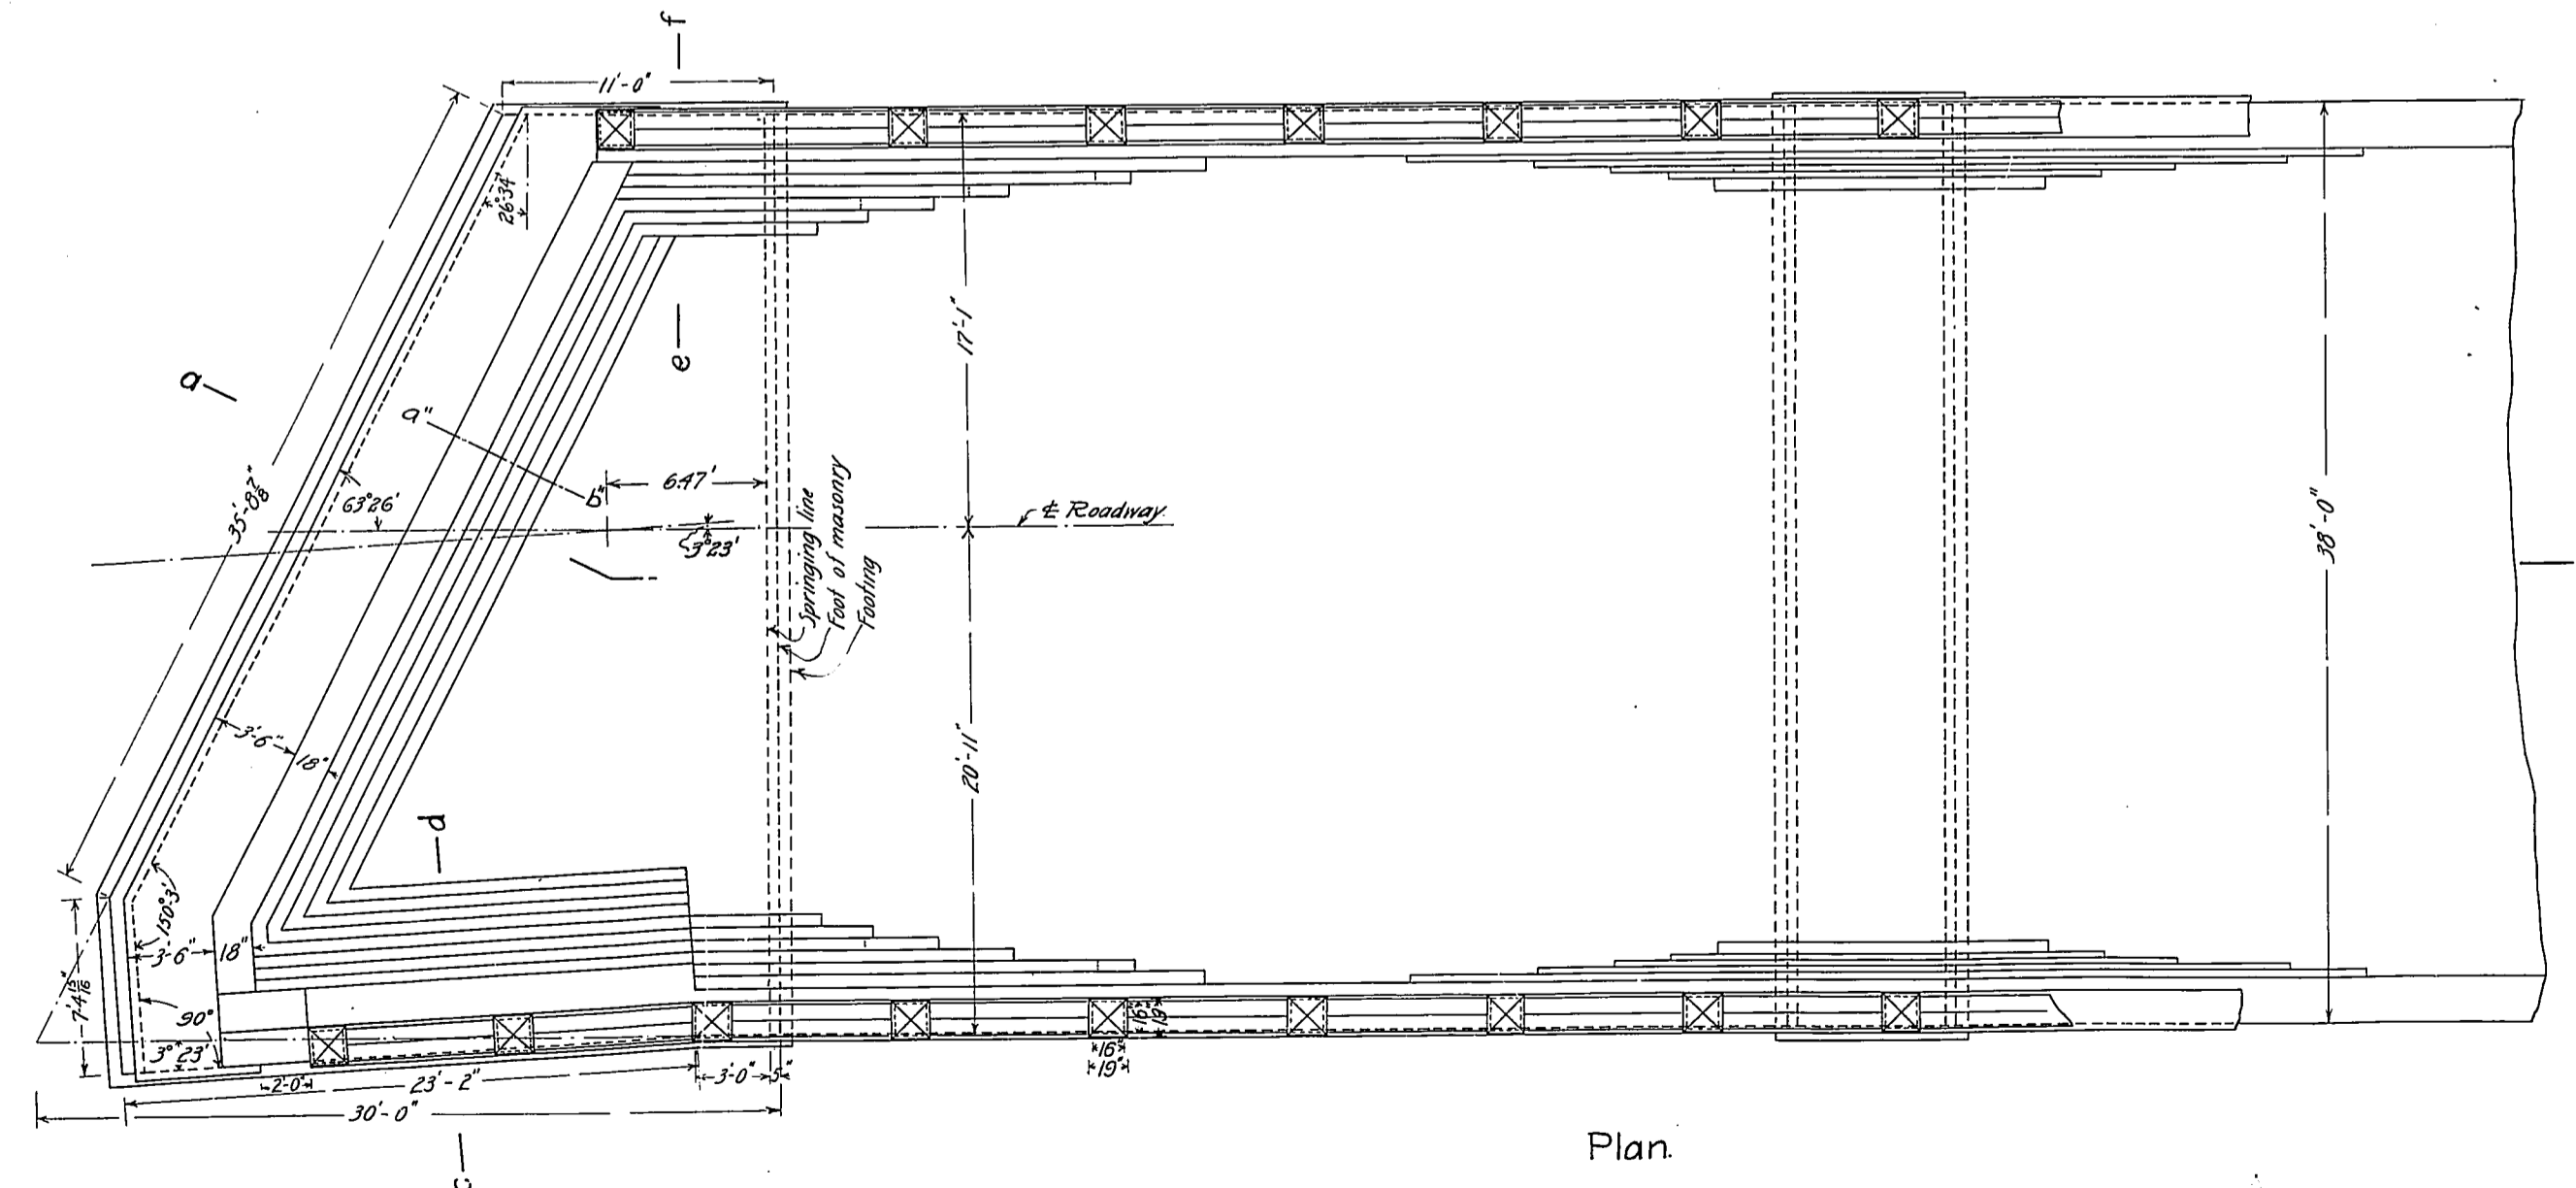 f
11'-0"
26°34'
17'-1"
e
a
a"
b"
6.47'
63°26'
35'-8⅞"
℄ Roadway.
3°23'
Springing line
Foot of masonry
Footing
38'-0"
3'-6"
18"
20'-11"
d
150°3'
3'-6"
18"
7'-4 15/16"
90°
3°23'
2'-0"
23'-2"
3'-0"
5"
30'-0"
16"
19"
16"
19"
Plan.
c